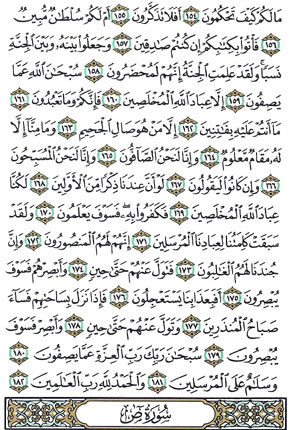 مَالَكُمْ كَيْفَ تَحْكُمُونَ ١٥٤ أَفَلَا تَذَكَّرُونَ ١٥٥ أَمْ لَكُمْ سُلْطَانٌ مُّبِينٌ
١٥٦ فَأْتُوا بِكِتَابِكُمْ إِن كُنتُمْ صَادِقِينَ ١٥٧ وَجَعَلُوا بَيْنَهُ وَبَيْنَ الْجِنَّةِ
نَسَبًا وَلَقَدْ عَلِمَتِ الْجِنَّةُ إِنَّهُمْ لَمُحْضَرُونَ ١٥٨ سُبْحَانَ اللَّهِ عَمَّا
يَصِفُونَ ١٥٩ إِلَّا عِبَادَ اللَّهِ الْمُخْلَصِينَ ١٦٠ فَإِنَّكُمْ وَمَا تَعْبُدُونَ ١٦١
مَا أَنتُمْ عَلَيْهِ بِفَاتِنِينَ ١٦٢ إِلَّا مَنْ هُوَ صَالِ الْجَحِيمِ ١٦٣ وَمَا مِنَّا إِلَّا
لَهُ مَقَامٌ مَّعْلُومٌ ١٦٤ وَإِنَّا لَنَحْنُ الصَّافُّونَ ١٦٥ وَإِنَّا لَنَحْنُ الْمُسَبِّحُونَ
١٦٦ وَإِن كَانُوا لَيَقُولُونَ ١٦٧ لَوْ أَنَّ عِندَنَا ذِكْرًا مِّنَ الْأَوَّلِينَ ١٦٨ لَكُنَّا
عِبَادَ اللَّهِ الْمُخْلَصِينَ ١٦٩ فَكَفَرُوا بِهِ فَسَوْفَ يَعْلَمُونَ ١٧٠ وَلَقَدْ
سَبَقَتْ كَلِمَتُنَا لِعِبَادِنَا الْمُرْسَلِينَ ١٧١ إِنَّهُمْ لَهُمُ الْمَنصُورُونَ ١٧٢ وَإِنَّ
جُندَنَا لَهُمُ الْغَالِبُونَ ١٧٣ فَتَوَلَّ عَنْهُمْ حَتَّى حِينٍ ١٧٤ وَأَبْصِرْهُمْ فَسَوْفَ
يُبْصِرُونَ ١٧٥ أَفَبِعَذَابِنَا يَسْتَعْجِلُونَ ١٧٦ فَإِذَا نَزَلَ بِسَاحَتِهِمْ فَسَاءَ
صَبَاحُ الْمُنذَرِينَ ١٧٧ وَتَوَلَّ عَنْهُمْ حَتَّى حِينٍ ١٧٨ وَأَبْصِرْ فَسَوْفَ
يُبْصِرُونَ ١٧٩ سُبْحَانَ رَبِّكَ رَبِّ الْعِزَّةِ عَمَّا يَصِفُونَ ١٨٠
وَسَلَامٌ عَلَى الْمُرْسَلِينَ ١٨١ وَالْحَمْدُ لِلَّهِ رَبِّ الْعَالَمِينَ ١٨٢
سُورَةُ ص